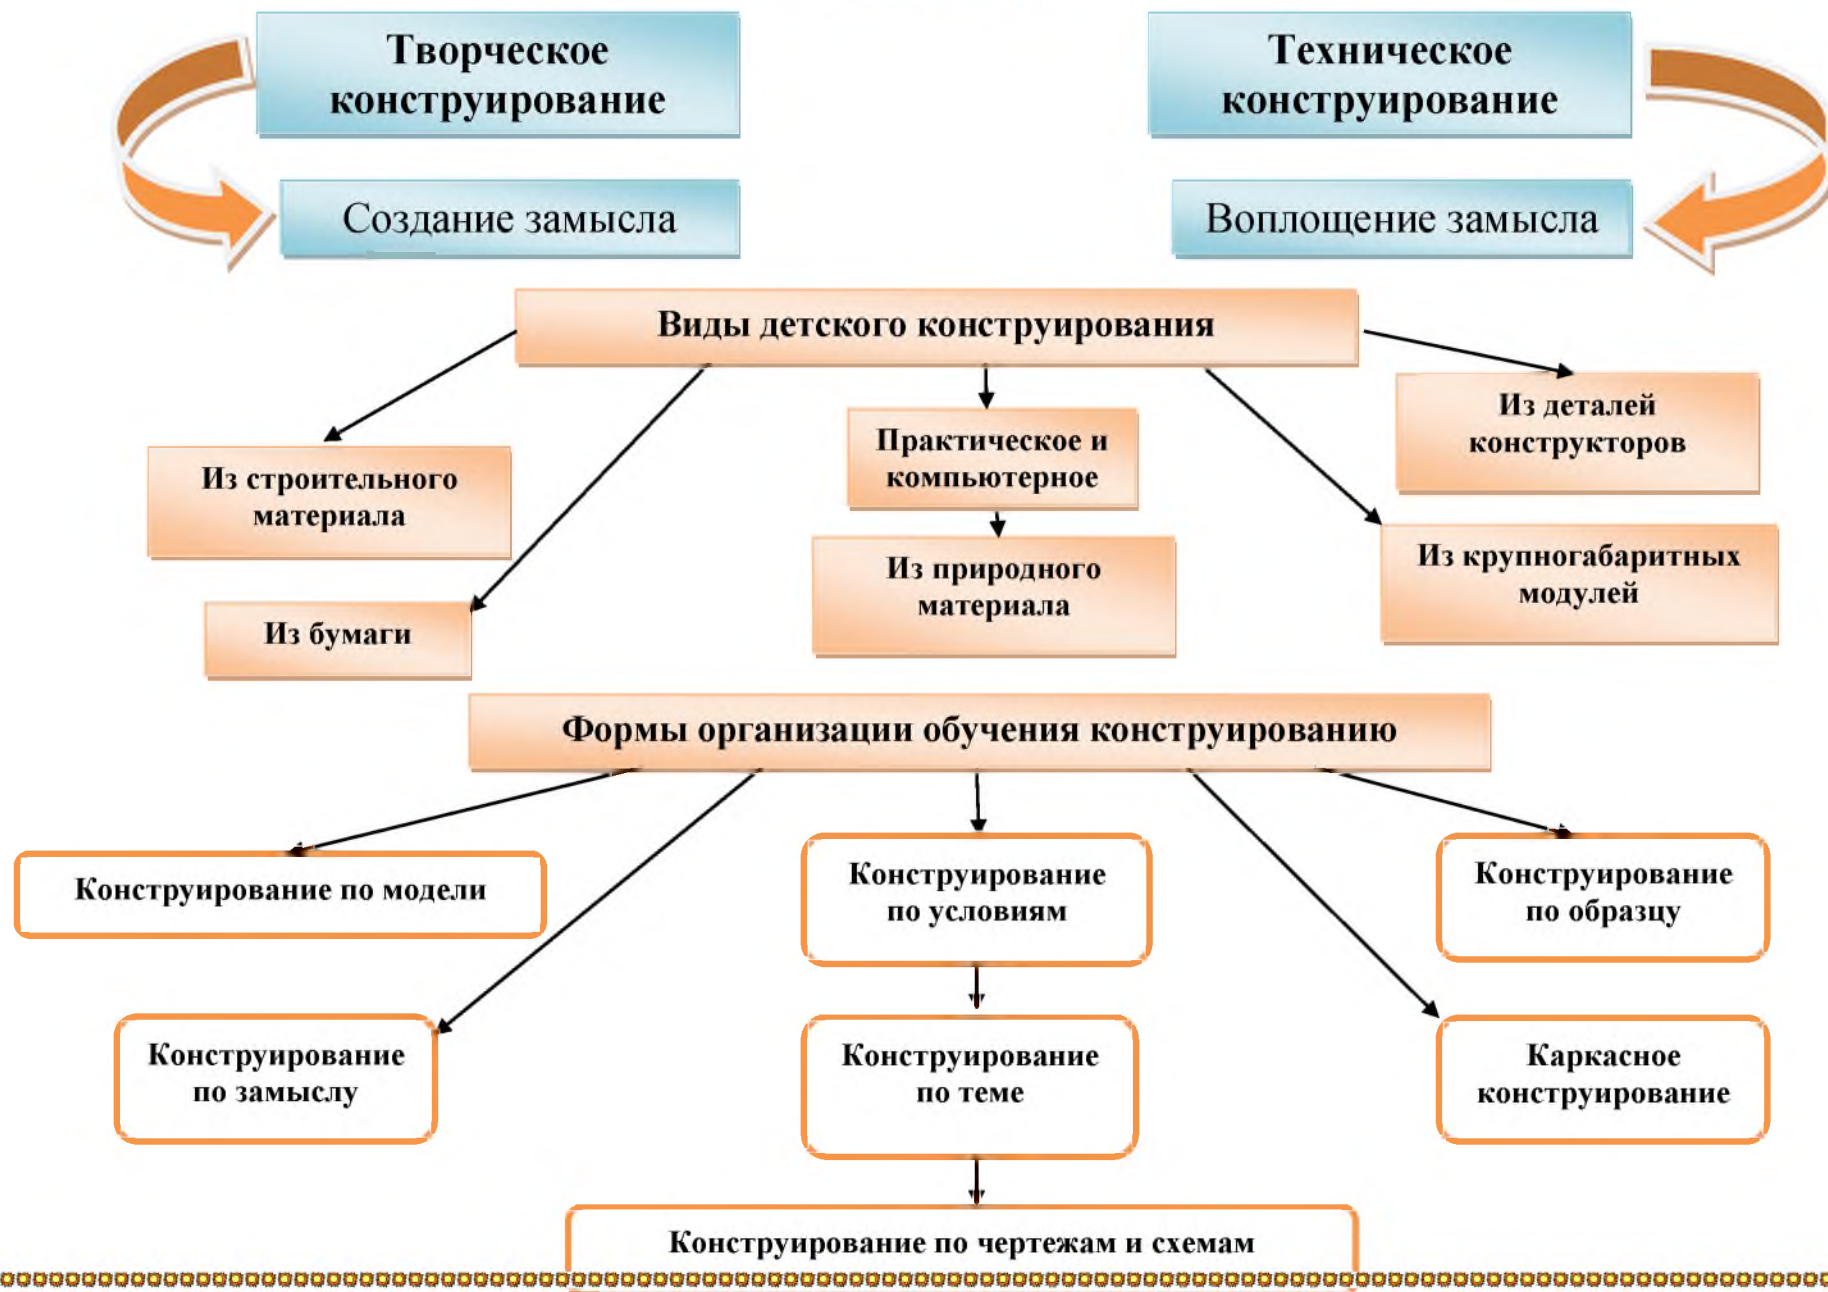 Творческое
конструирование
Техническое
конструирование
Создание замысла
Воплощение замысла
Виды детского конструирования
Из строительного
материала
Практическое и
компьютерное
Из деталей
конструкторов
Из бумаги
Из природного
материала
Из крупногабаритных
модулей
Формы организации обучения конструированию
Конструирование по модели
Конструирование
по условиям
Конструирование
по образцу
Конструирование
по замыслу
Конструирование
по теме
Каркасное
конструирование
Конструирование по чертежам и схемам